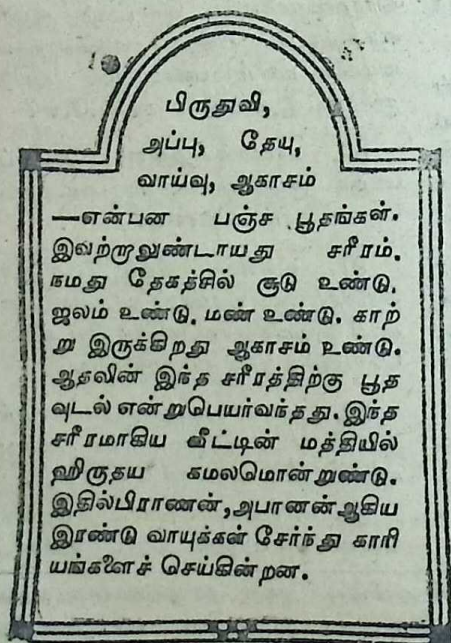 பிருதுவி,
அப்பு, தேயு,
வாய்வு, ஆகாசம்
—என்பன பஞ்ச பூதங்கள்.
இவற்றாலுண்டாயது சரீரம்.
நமது தேகத்சில் சூடு உண்டு.
ஜலம் உண்டு. மண் உண்டு. காற்
று இருக்கிறது ஆகாசம் உண்டு.
ஆதலின் இந்த சரீரத்திற்கு பூத
வுடல் என்றுபெயர்வந்தது. இந்த
சரீரமாகிய வீட்டின் மத்தியில்
ஹிருதய கமலமொன்றுண்டு.
இதில்பிராணன்,அபானன்ஆகிய
இரண்டு வாயுக்கள் சேர்ந்து காரி
யங்களைச் செய்கின்றன.